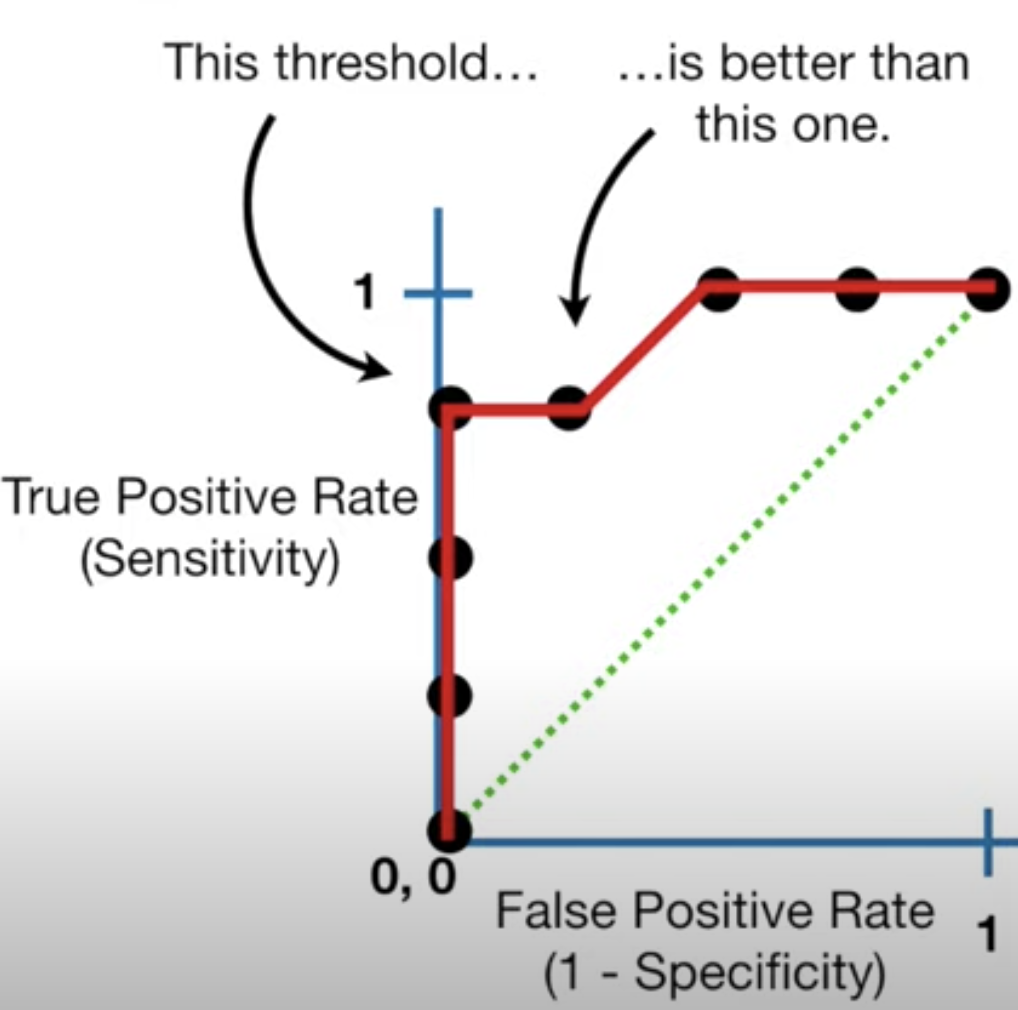 This threshold...
...is better than
this one.
1
True Positive Rate
(Sensitivity)
0, 0
False Positive Rate
1
(1 - Specificity)